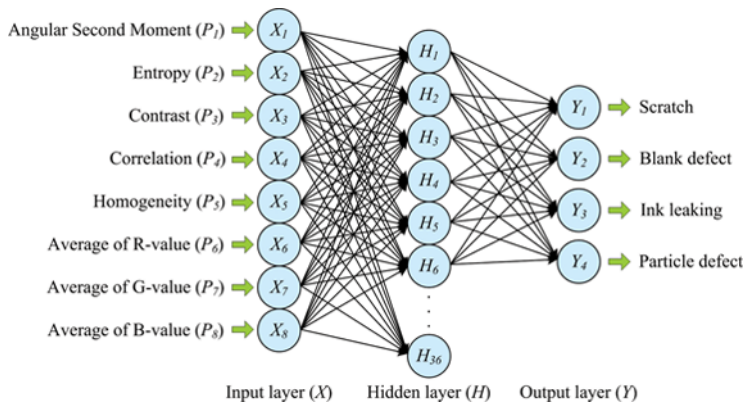 Angular Second Moment (P1)
Entropy (P2)
Contrast (P3)
Correlation (P4)
Homogeneity (P5)
Average of R-value (P6)
Average of G-value (P7)
Average of B-value (P8)
X1
X2
X3
X4
X5
X6
X7
X8
H1
H2
H3
H4
H5
H6
H36
Y1
Y2
Y3
Y4
Scratch
Blank defect
Ink leaking
Particle defect
Input layer (X)
Hidden layer (H)
Output layer (Y)